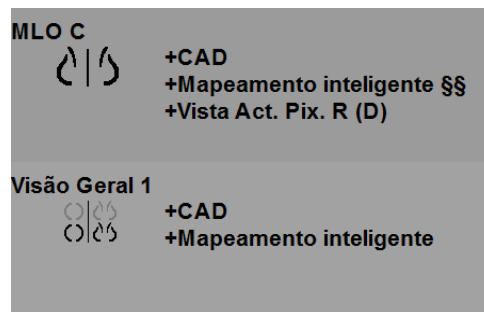 MLO C
+CAD
+Mapeamento inteligente §§
+Vista Act. Pix. R (D)
Visão Geral 1
+CAD
+Mapeamento inteligente